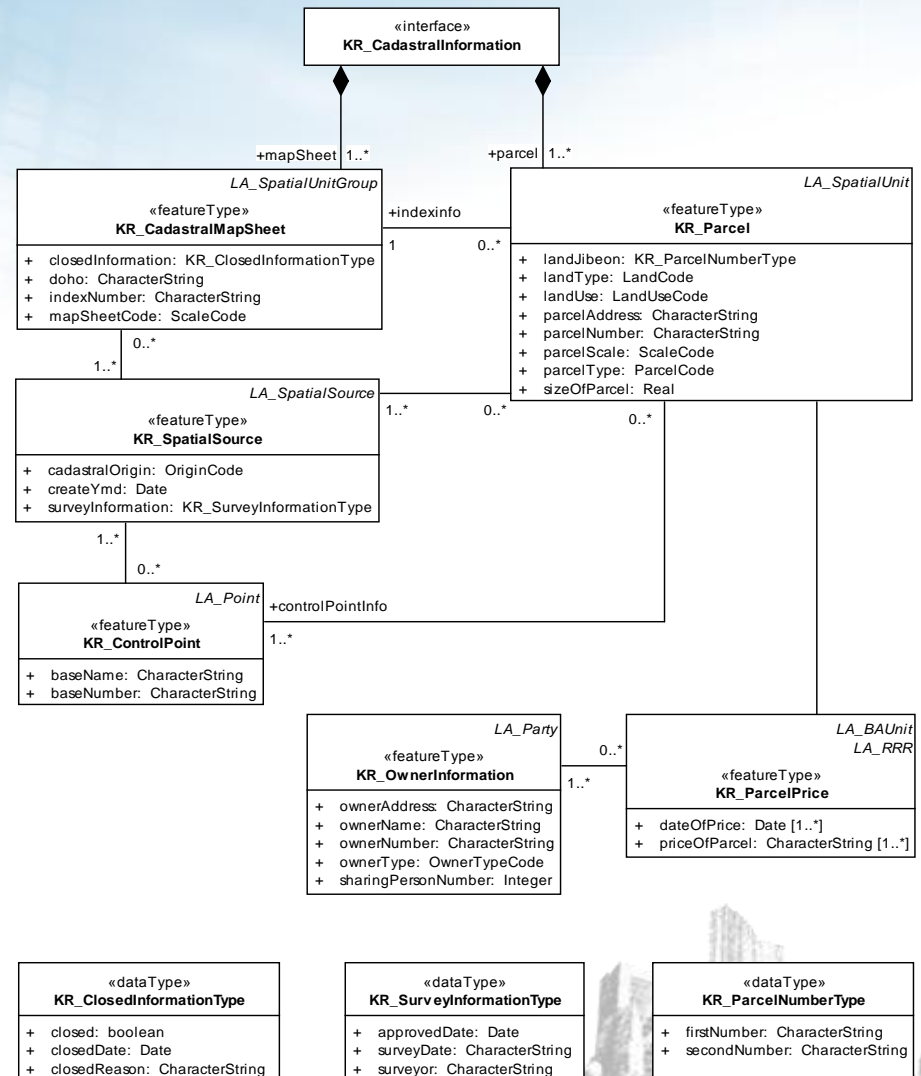 «interface»
KR_CadastralInformation
+mapSheet 1..*
+parcel 1..*
LA_SpatialUnitGroup
«featureType»
KR_CadastralMapSheet
+ closedInformation: KR_ClosedInformationType
+ doho: CharacterString
+ indexNumber: CharacterString
+ mapSheetCode: ScaleCode
+indexinfo
1 0..*
LA_SpatialUnit
«featureType»
KR_Parcel
+ landJibeon: KR_ParcelNumberType
+ landType: LandCode
+ landUse: LandUseCode
+ parcelAddress: CharacterString
+ parcelNumber: CharacterString
+ parcelScale: ScaleCode
+ parcelType: ParcelCode
+ sizeOfParcel: Real
0..*
1..*
LA_SpatialSource
«featureType»
KR_SpatialSource
+ cadastralOrigin: OriginCode
+ createYmd: Date
+ surveyInformation: KR_SurveyInformationType
1..* 0..*
0..*
1..*
0..*
LA_Point
«featureType»
KR_ControlPoint
+ baseName: CharacterString
+ baseNumber: CharacterString
+controlPointInfo
1..*
LA_Party
«featureType»
KR_OwnerInformation
+ ownerAddress: CharacterString
+ ownerName: CharacterString
+ ownerNumber: CharacterString
+ ownerType: OwnerTypeCode
+ sharingPersonNumber: Integer
0..*
1..*
LA_BAUnit
LA_RRR
«featureType»
KR_ParcelPrice
+ dateOfPrice: Date [1..*]
+ priceOfParcel: CharacterString [1..*]
«dataType»
KR_ClosedInformationType
+ closed: boolean
+ closedDate: Date
+ closedReason: CharacterString
«dataType»
KR_SurveyInformationType
+ approvedDate: Date
+ surveyDate: CharacterString
+ surveyor: CharacterString
«dataType»
KR_ParcelNumberType
+ firstNumber: CharacterString
+ secondNumber: CharacterString